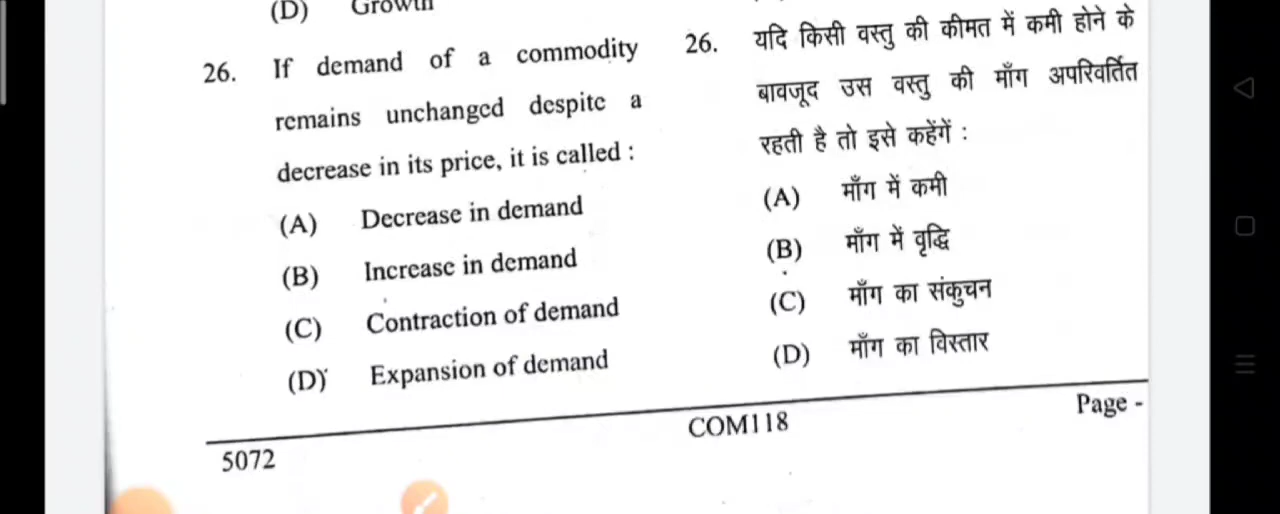 (D) Growth
26. If demand of a commodity
remains unchanged despite a
decrease in its price, it is called :
(A) Decrease in demand
(B) Increase in demand
(C) Contraction of demand
(D) Expansion of demand
26. यदि किसी वस्तु की कीमत में कमी होने के
बावजूद उस वस्तु की माँग अपरिवर्तित
रहती है तो इसे कहेंगें :
(A) माँग में कमी
(B) माँग में वृद्धि
(C) माँग का संकुचन
(D) माँग का विस्तार
5072 COM118 Page -